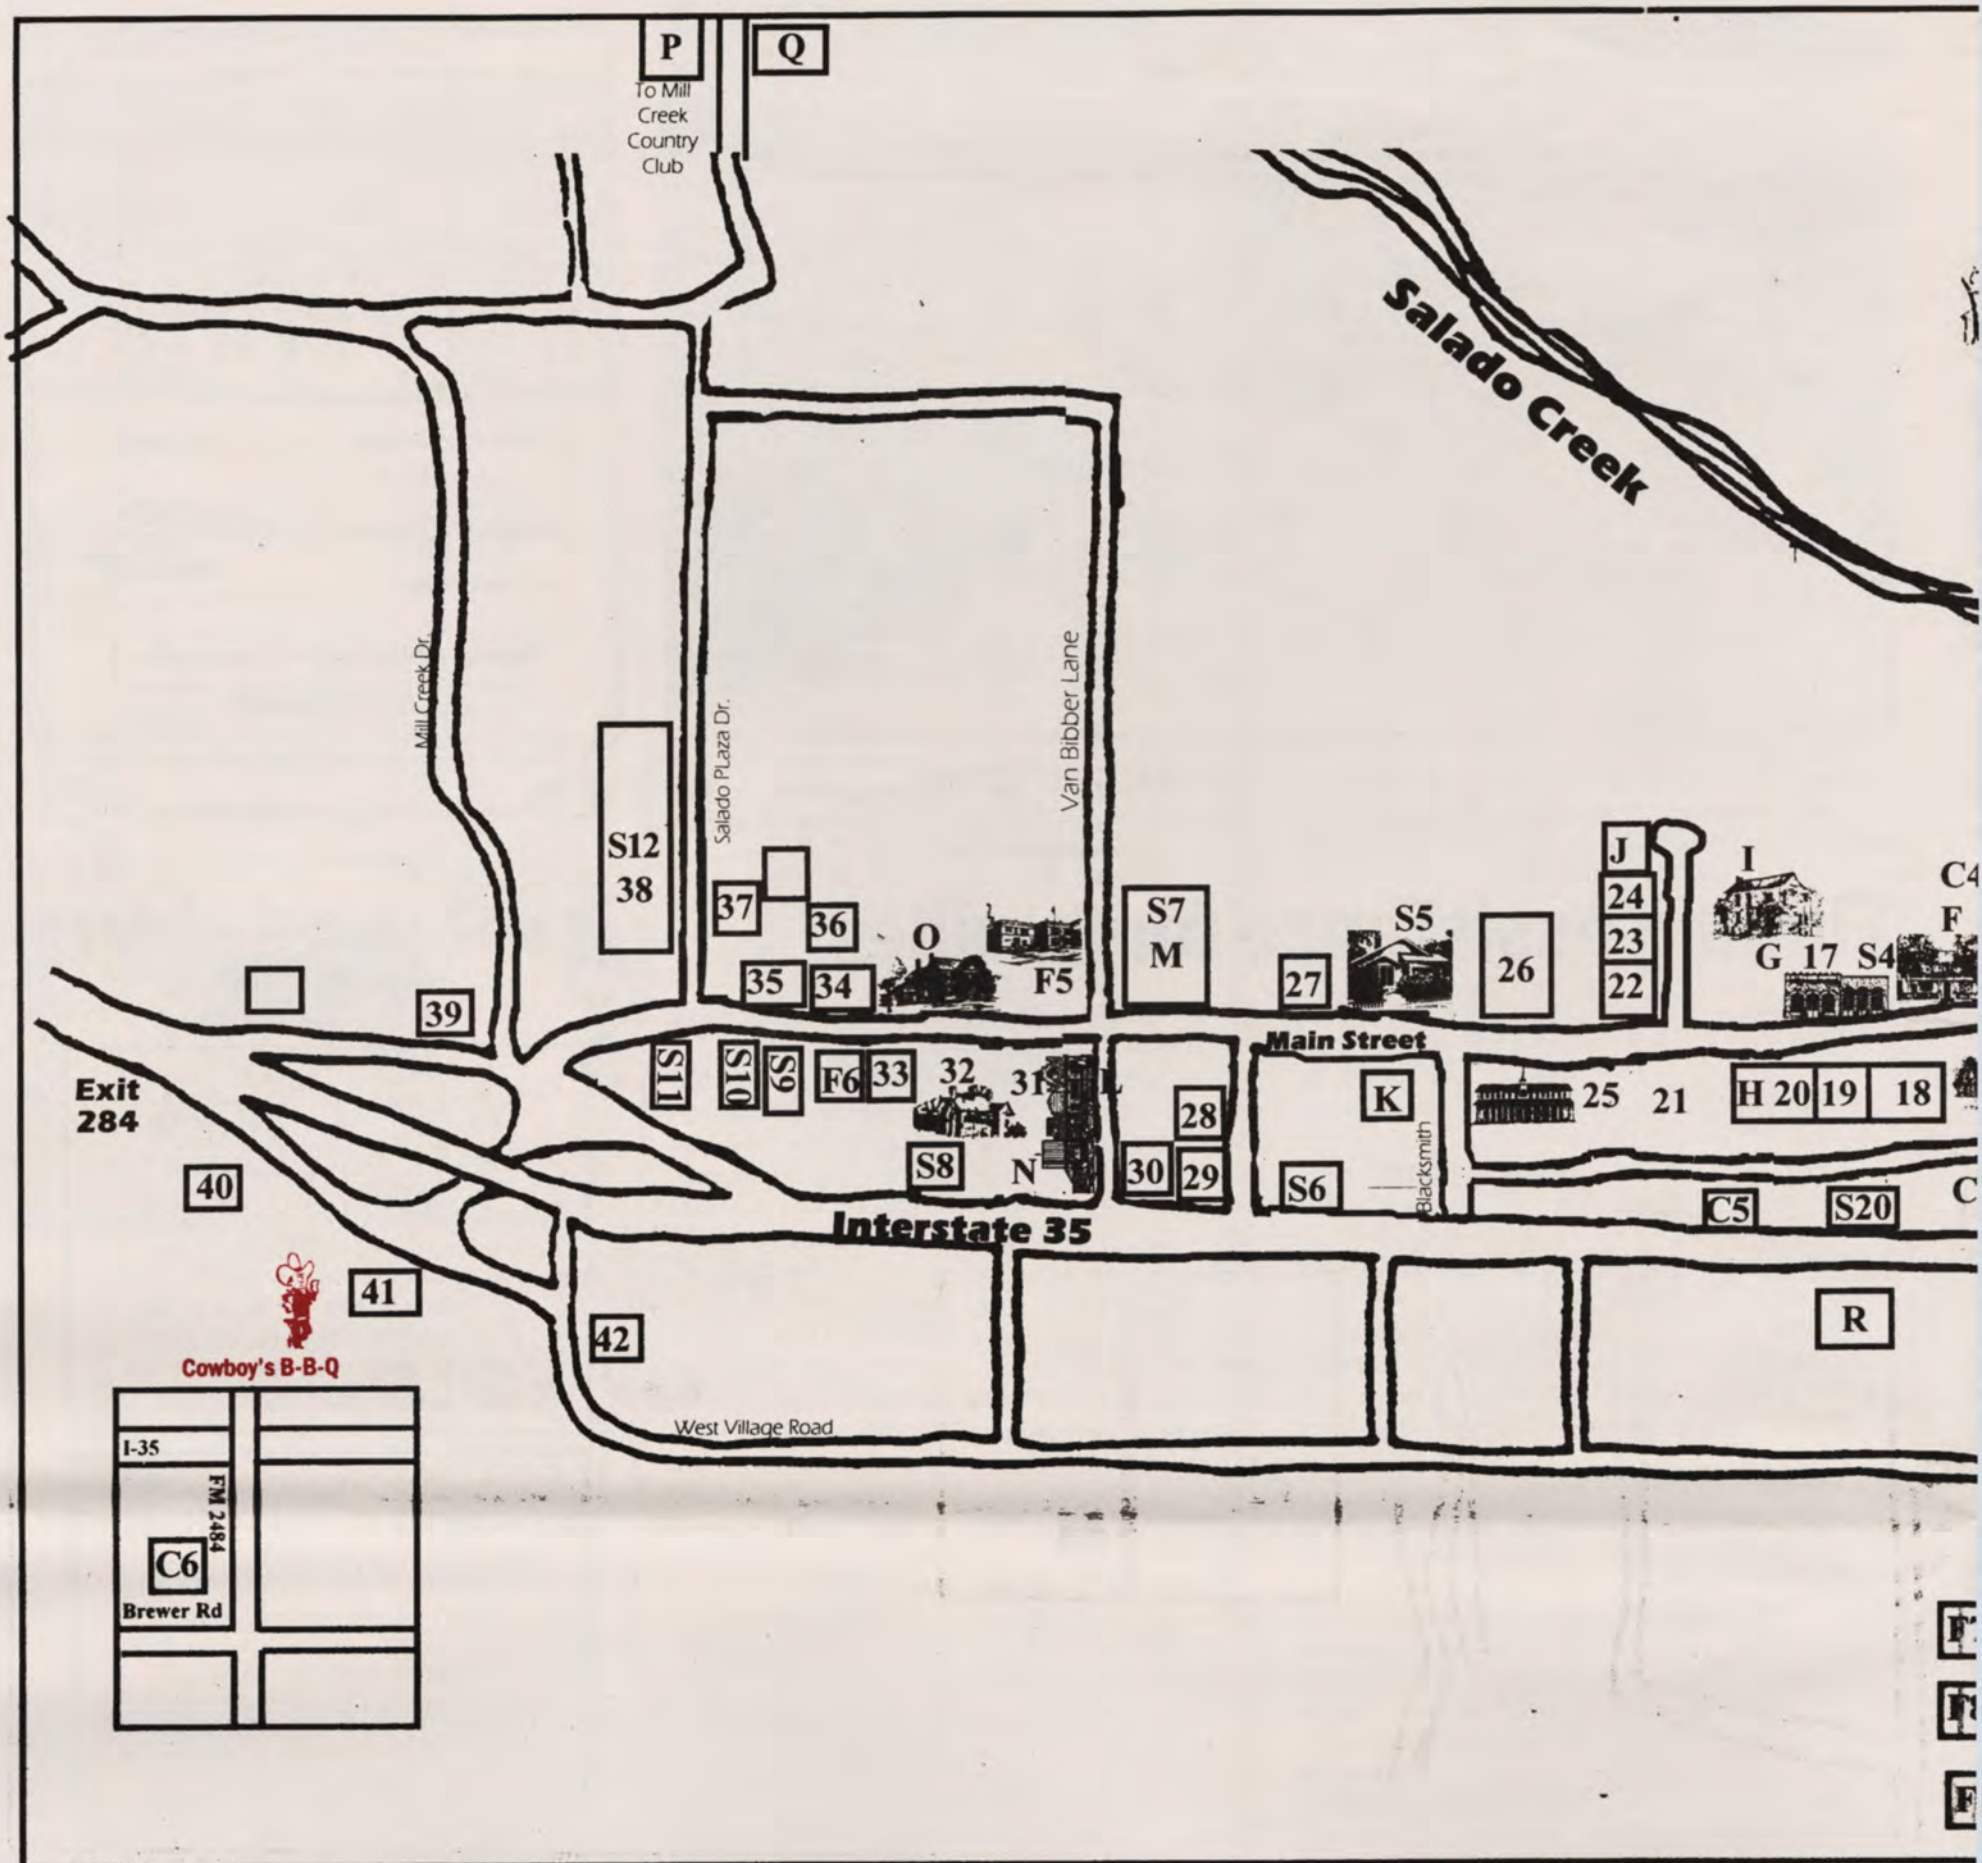 P
Q
To Mill
Creek
Country
Club
Salado Creek
Mill Creek Dr.
Salado PLaza Dr.
Van Bibber Lane
S12
38
37
36
35
34
O
F5
S7
M
27
S5
26
J
24
23
22
I
G
17
S4
C4
F
39
Main Street
Exit
284
S11
S10
S9
F6
33
32
31
L
28
K
25
21
H 20
19
18
40
S8
N
30
29
S6
Blacksmith
C5
S20
C
Interstate 35
41
42
R
Cowboy's B-B-Q
West Village Road
I-35
FM 2484
C6
Brewer Rd
F